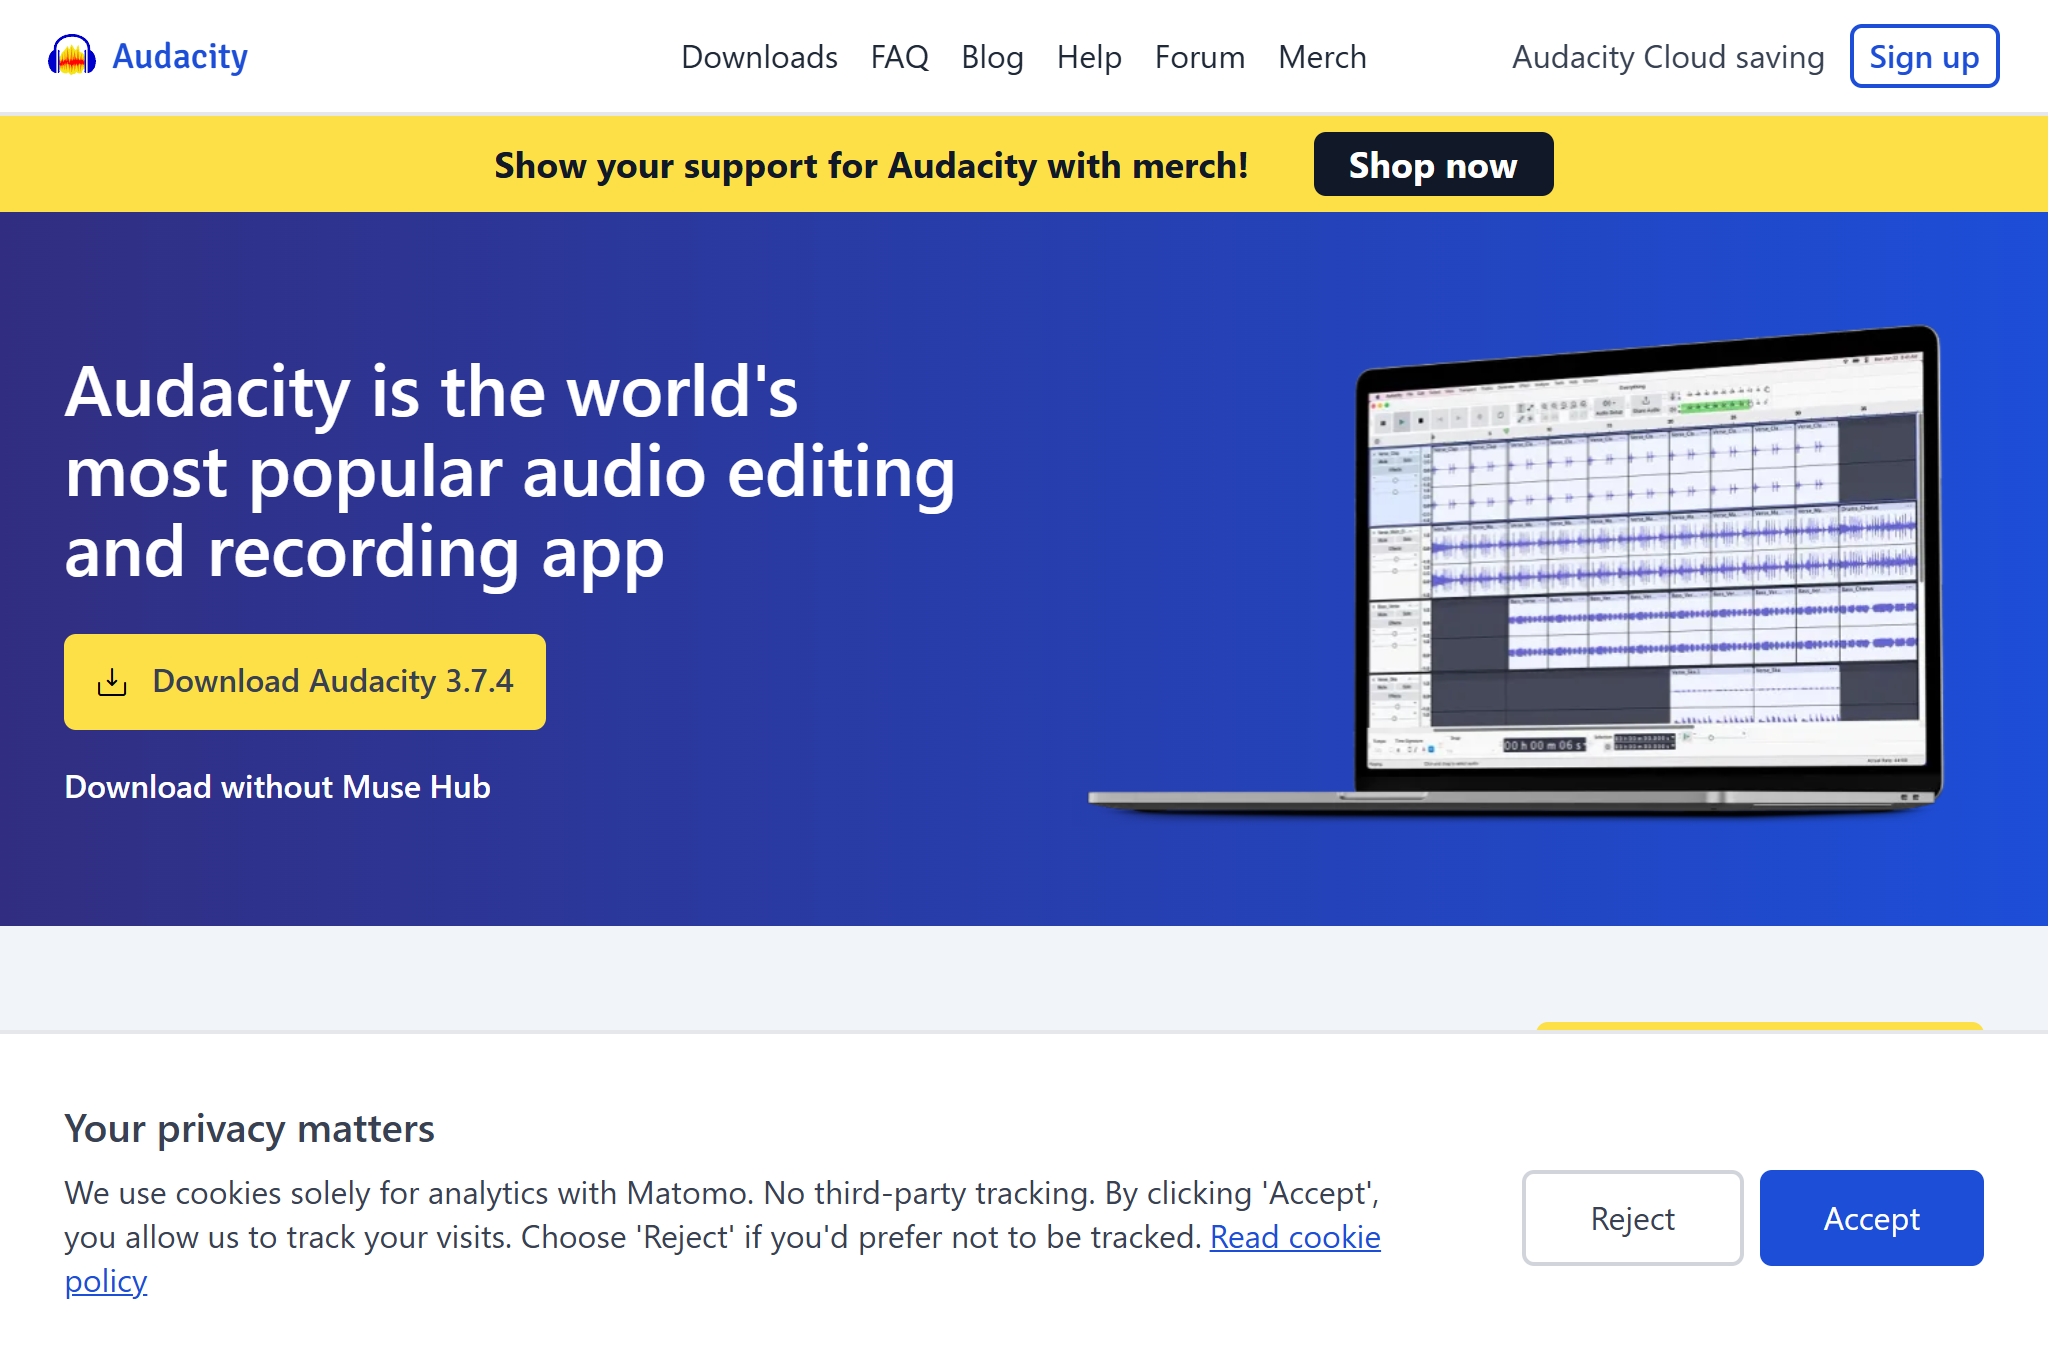 Audacity
Downloads FAQ Blog Help Forum Merch
Audacity Cloud saving
Sign up
Show your support for Audacity with merch!
Shop now
Audacity is the world's
most popular audio editing
and recording app
Download Audacity 3.7.4
Download without Muse Hub
Your privacy matters
We use cookies solely for analytics with Matomo. No third-party tracking. By clicking 'Accept',
you allow us to track your visits. Choose 'Reject' if you'd prefer not to be tracked. Read cookie
policy
Reject
Accept